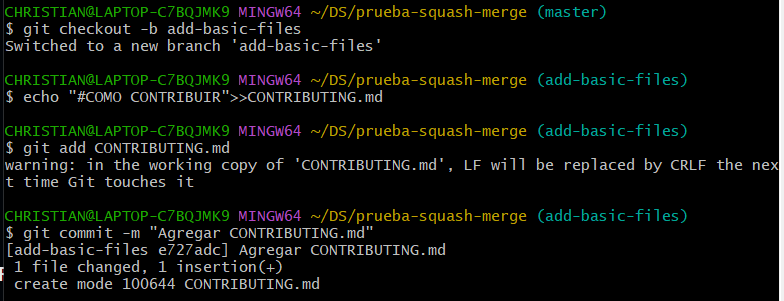 CHRISTIAN@LAPTOP-C7BQJMK9 MINGW64 ~/DS/prueba-squash-merge (master)
$ git checkout -b add-basic-files
Switched to a new branch 'add-basic-files'
CHRISTIAN@LAPTOP-C7BQJMK9 MINGW64 ~/DS/prueba-squash-merge (add-basic-files)
$ echo "#COMO CONTRIBUIR">>CONTRIBUTING.md
CHRISTIAN@LAPTOP-C7BQJMK9 MINGW64 ~/DS/prueba-squash-merge (add-basic-files)
$ git add CONTRIBUTING.md
warning: in the working copy of 'CONTRIBUTING.md', LF will be replaced by CRLF the nex
t time Git touches it
CHRISTIAN@LAPTOP-C7BQJMK9 MINGW64 ~/DS/prueba-squash-merge (add-basic-files)
$ git commit -m "Agregar CONTRIBUTING.md"
[add-basic-files e727adc] Agregar CONTRIBUTING.md
 1 file changed, 1 insertion(+)
 create mode 100644 CONTRIBUTING.md